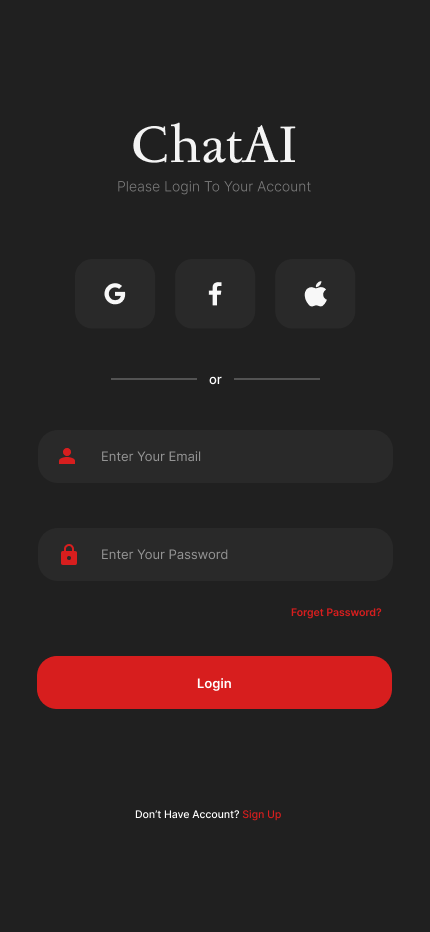 ChatAI
Please Login To Your Account
or
Enter Your Email
Enter Your Password
Forget Password?
Login
Don't Have Account? Sign Up